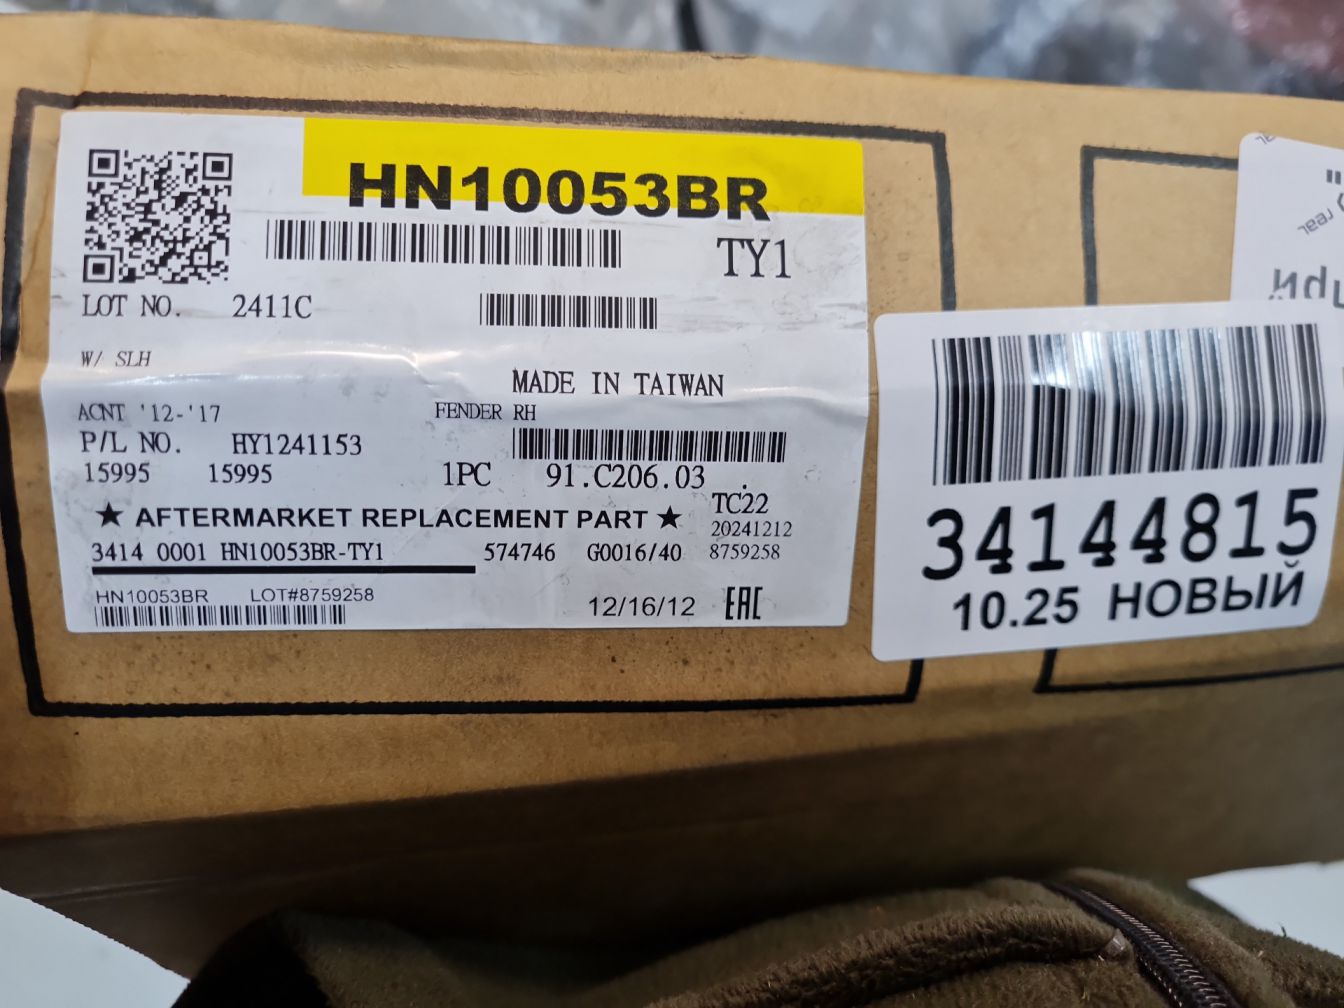 HN10053BR
TY1
LOT NO. 2411C
W/ SLH
MADE IN TAIWAN
ACNT '12-'17 FENDER RH
P/L NO. HY1241153
15995 15995 1PC 91.C206.03
TC22
★ AFTERMARKET REPLACEMENT PART ★ 20241212
3414 0001 HN10053BR-TY1 574746 G0016/40 8759258
HN10053BR LOT#8759258
12/16/12 EAC
34144815
10.25 НОВЫЙ
real